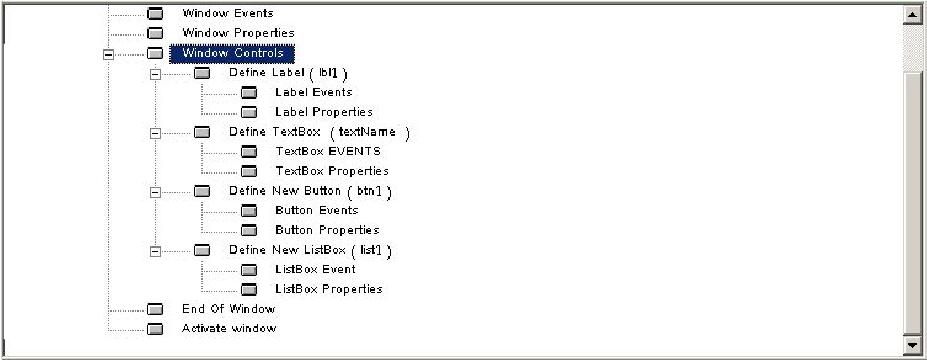 Window Events
Window Properties
Window Controls
Define Label ( lbl1 )
Label Events
Label Properties
Define TextBox ( textName )
TextBox EVENTS
TextBox Properties
Define New Button ( btn1 )
Button Events
Button Properties
Define New ListBox ( list1 )
ListBox Event
ListBox Properties
End Of Window
Activate window